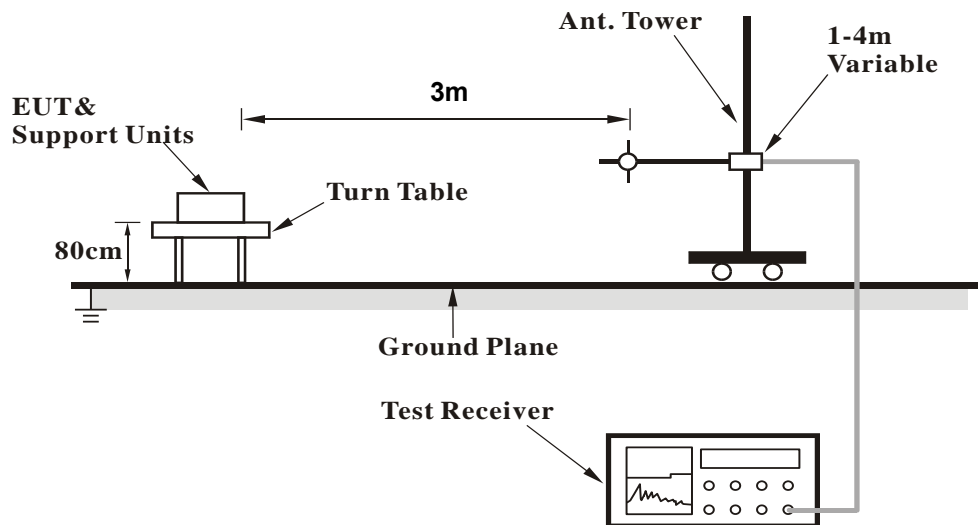 Ant. Tower
1-4m
Variable
3m
EUT&
Support Units
Turn Table
80cm
Ground Plane
Test Receiver